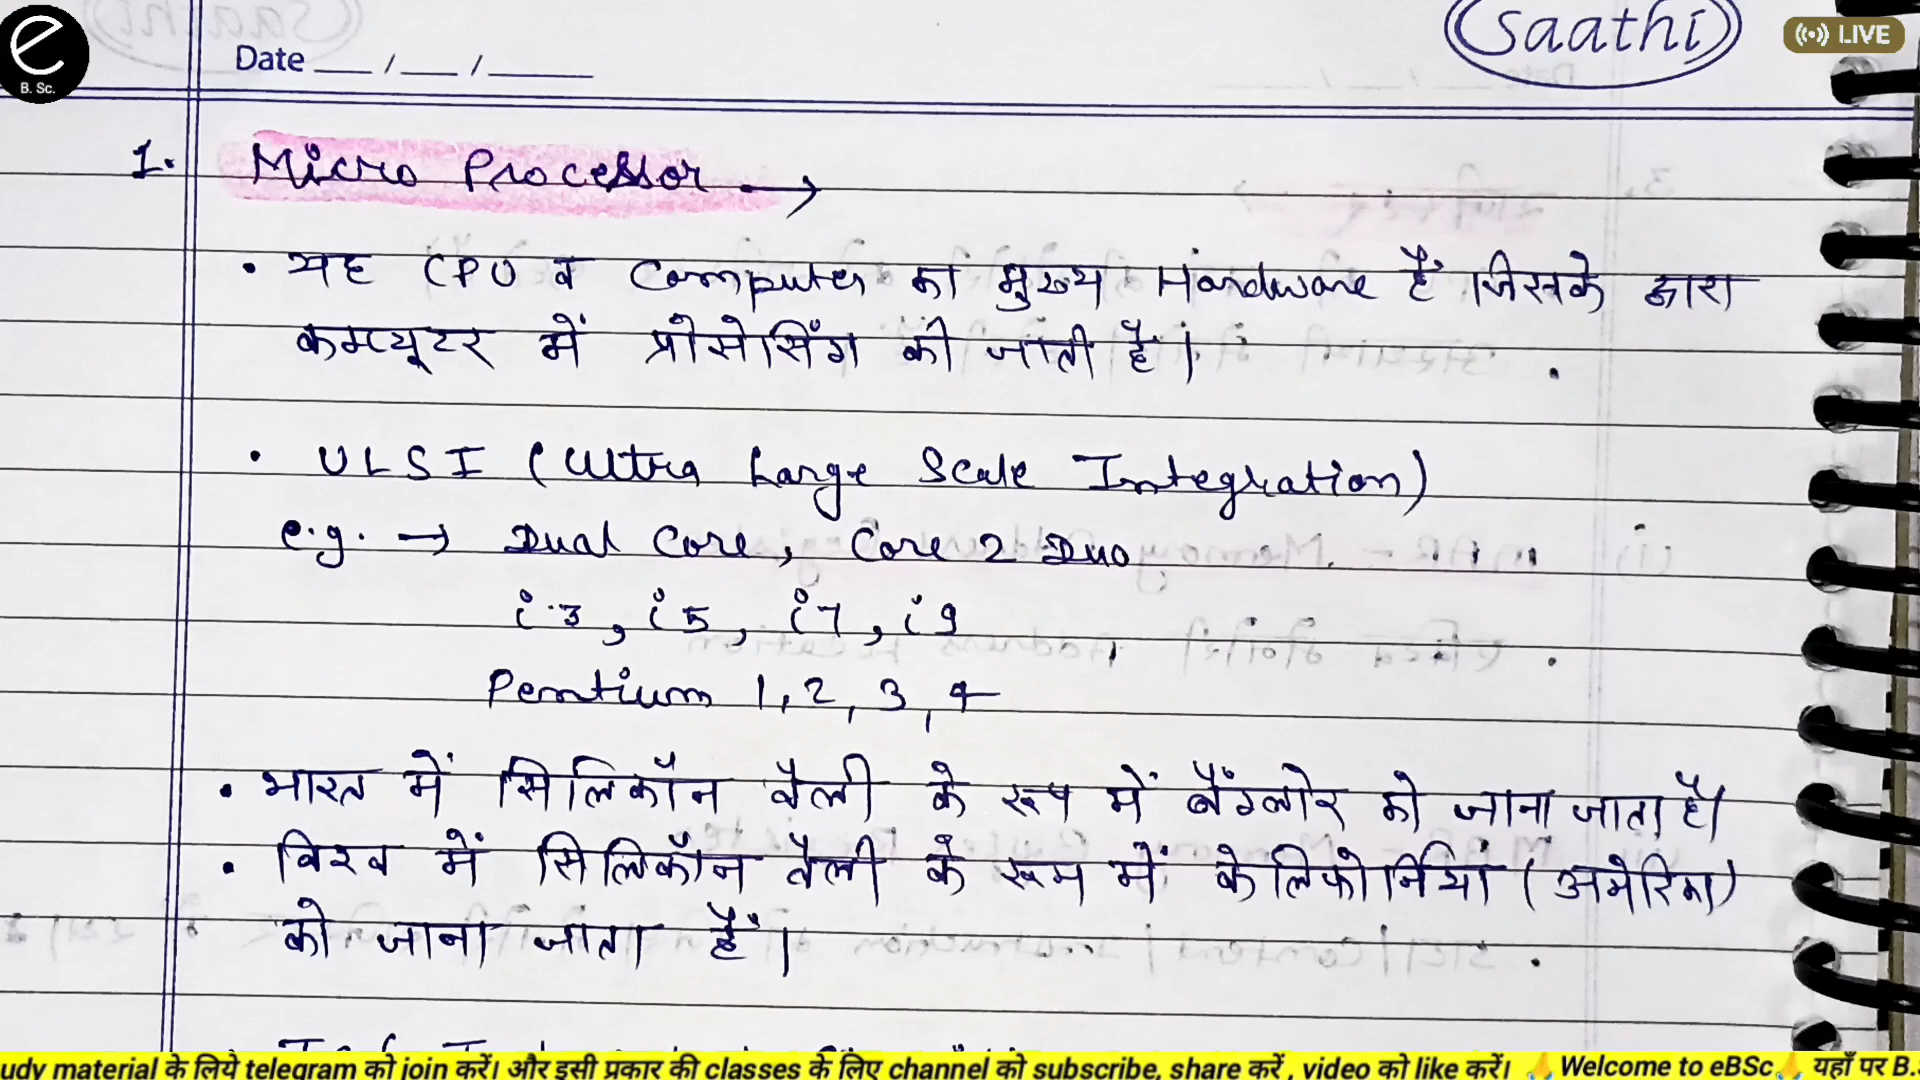 e
B. Sc.
Date __ / __ / ____
Saathi
LIVE
1. Micro Processor →
• यह CPU व Computer का मुख्य Hardware है जिसके द्वारा
कम्प्यूटर में प्रोसेसिंग की जाती है।
• ULSI (Ultra Large Scale Integration)
e.g. → Dual Core, Core 2 Duo
i3, i5, i7, i9
Pentium 1, 2, 3, 4
• भारत में सिलिकॉन वैली के रूप में बैंग्लोर को जाना जाता है।
• विश्व में सिलिकॉन वैली के रूम में केलिफोर्नियां (अमेरिका)
को जाना जाता हैं।
udy material के लिये telegram को join करें। और इसी प्रकार की classes के लिए channel को subscribe, share करें , video को like करें। 🙏 Welcome to eBSc🙏 यहाँ पर B.